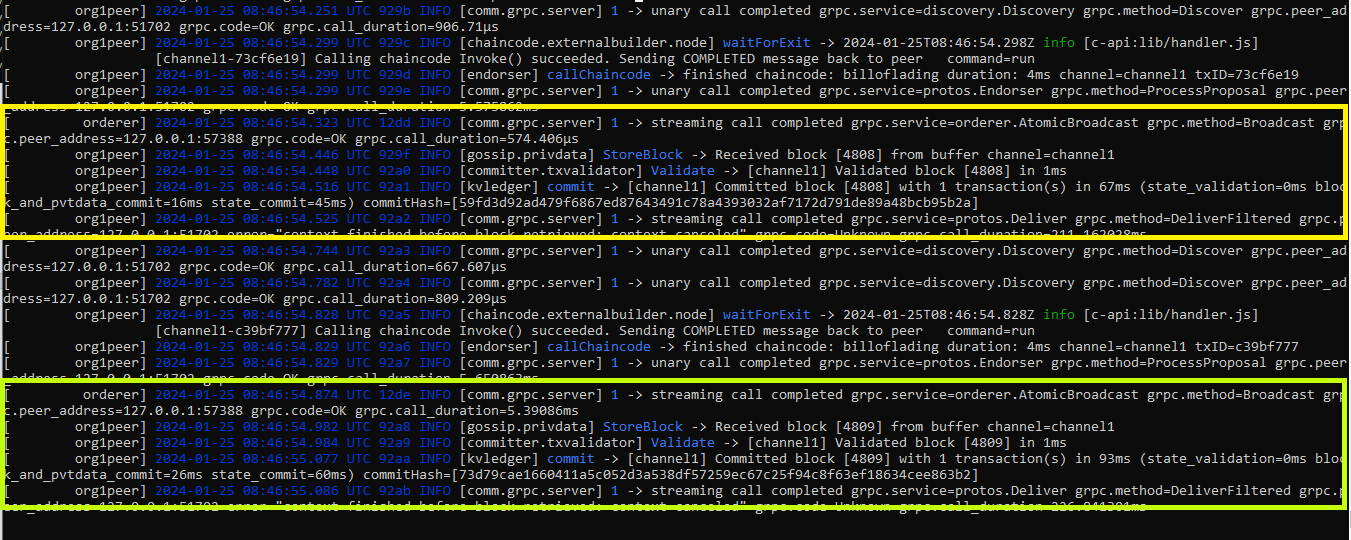 [ org1peer] 2024-01-25 08:46:54.251 UTC 929b INFO [comm.grpc.server] 1 -> unary call completed grpc.service=discovery.Discovery grpc.method=Discover grpc.peer_ad
dress=127.0.0.1:51702 grpc.code=OK grpc.call_duration=906.71µs
[ org1peer] 2024-01-25 08:46:54.299 UTC 929c INFO [chaincode.externalbuilder.node] waitForExit -> 2024-01-25T08:46:54.298Z info [c-api:lib/handler.js]
[channel1-73cf6e19] Calling chaincode Invoke() succeeded. Sending COMPLETED message back to peer command=run
[ org1peer] 2024-01-25 08:46:54.299 UTC 929d INFO [endorser] callChaincode -> finished chaincode: billoflading duration: 4ms channel=channel1 txID=73cf6e19
[ org1peer] 2024-01-25 08:46:54.299 UTC 929e INFO [comm.grpc.server] 1 -> unary call completed grpc.service=protos.Endorser grpc.method=ProcessProposal grpc.peer
_address=127.0.0.1:51702 grpc.code=OK
[ orderer] 2024-01-25 08:46:54.323 UTC 12dd INFO [comm.grpc.server] 1 -> streaming call completed grpc.service=orderer.AtomicBroadcast grpc.method=Broadcast grp
c.peer_address=127.0.0.1:57388 grpc.code=OK grpc.call_duration=574.406µs
[ org1peer] 2024-01-25 08:46:54.446 UTC 929f INFO [gossip.privdata] StoreBlock -> Received block [4808] from buffer channel=channel1
[ org1peer] 2024-01-25 08:46:54.448 UTC 92a0 INFO [committer.txvalidator] Validate -> [channel1] Validated block [4808] in 1ms
[ org1peer] 2024-01-25 08:46:54.516 UTC 92a1 INFO [kvledger] commit -> [channel1] Committed block [4808] with 1 transaction(s) in 67ms (state_validation=0ms bloc
k_and_pvtdata_commit=16ms state_commit=45ms) commitHash=[59fd3d92ad479f6867ed87643491c78a4393032af7172d791de89a48bcb95b2a]
[ org1peer] 2024-01-25 08:46:54.525 UTC 92a2 INFO [comm.grpc.server] 1 -> streaming call completed grpc.service=protos.Deliver grpc.method=DeliverFiltered grpc.p
eer_address=127.0.0.1:51702 error="context finished before block retrieved: context canceled" grpc.code=Unknown grpc.call_duration=211.162028ms
[ org1peer] 2024-01-25 08:46:54.744 UTC 92a3 INFO [comm.grpc.server] 1 -> unary call completed grpc.service=discovery.Discovery grpc.method=Discover grpc.peer_ad
dress=127.0.0.1:51702 grpc.code=OK grpc.call_duration=667.607µs
[ org1peer] 2024-01-25 08:46:54.782 UTC 92a4 INFO [comm.grpc.server] 1 -> unary call completed grpc.service=discovery.Discovery grpc.method=Discover grpc.peer_ad
dress=127.0.0.1:51702 grpc.code=OK grpc.call_duration=809.209µs
[ org1peer] 2024-01-25 08:46:54.828 UTC 92a5 INFO [chaincode.externalbuilder.node] waitForExit -> 2024-01-25T08:46:54.828Z info [c-api:lib/handler.js]
[channel1-c39bf777] Calling chaincode Invoke() succeeded. Sending COMPLETED message back to peer command=run
[ org1peer] 2024-01-25 08:46:54.829 UTC 92a6 INFO [endorser] callChaincode -> finished chaincode: billoflading duration: 4ms channel=channel1 txID=c39bf777
[ org1peer] 2024-01-25 08:46:54.829 UTC 92a7 INFO [comm.grpc.server] 1 -> unary call completed grpc.service=protos.Endorser grpc.method=ProcessProposal grpc.peer
_address=127.0.0.1:51702 grpc.code=OK
[ orderer] 2024-01-25 08:46:54.874 UTC 12de INFO [comm.grpc.server] 1 -> streaming call completed grpc.service=orderer.AtomicBroadcast grpc.method=Broadcast grp
c.peer_address=127.0.0.1:57388 grpc.code=OK grpc.call_duration=5.39086ms
[ org1peer] 2024-01-25 08:46:54.982 UTC 92a8 INFO [gossip.privdata] StoreBlock -> Received block [4809] from buffer channel=channel1
[ org1peer] 2024-01-25 08:46:54.984 UTC 92a9 INFO [committer.txvalidator] Validate -> [channel1] Validated block [4809] in 1ms
[ org1peer] 2024-01-25 08:46:55.077 UTC 92aa INFO [kvledger] commit -> [channel1] Committed block [4809] with 1 transaction(s) in 93ms (state_validation=0ms bloc
k_and_pvtdata_commit=26ms state_commit=60ms) commitHash=[73d79cae1660411a5c052d3a538df57259ec67c25f94c8f63ef18634cee863b2]
[ org1peer] 2024-01-25 08:46:55.086 UTC 92ab INFO [comm.grpc.server] 1 -> streaming call completed grpc.service=protos.Deliver grpc.method=DeliverFiltered grpc.p
eer_address=127.0.0.1:51702 error="context finished before block retrieved: context canceled" grpc.code=Unknown